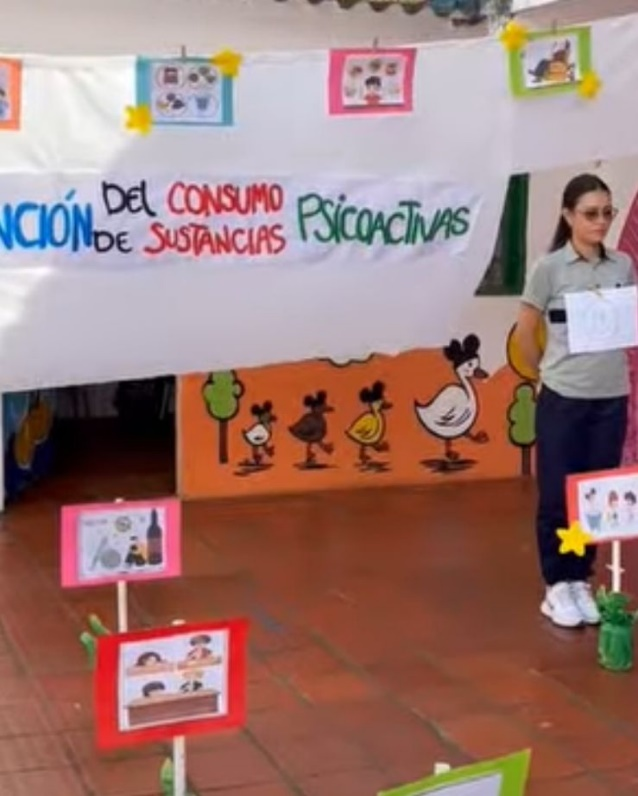 NCIÓN DEL CONSUMO PSICOACTIVAS
DE SUSTANCIAS